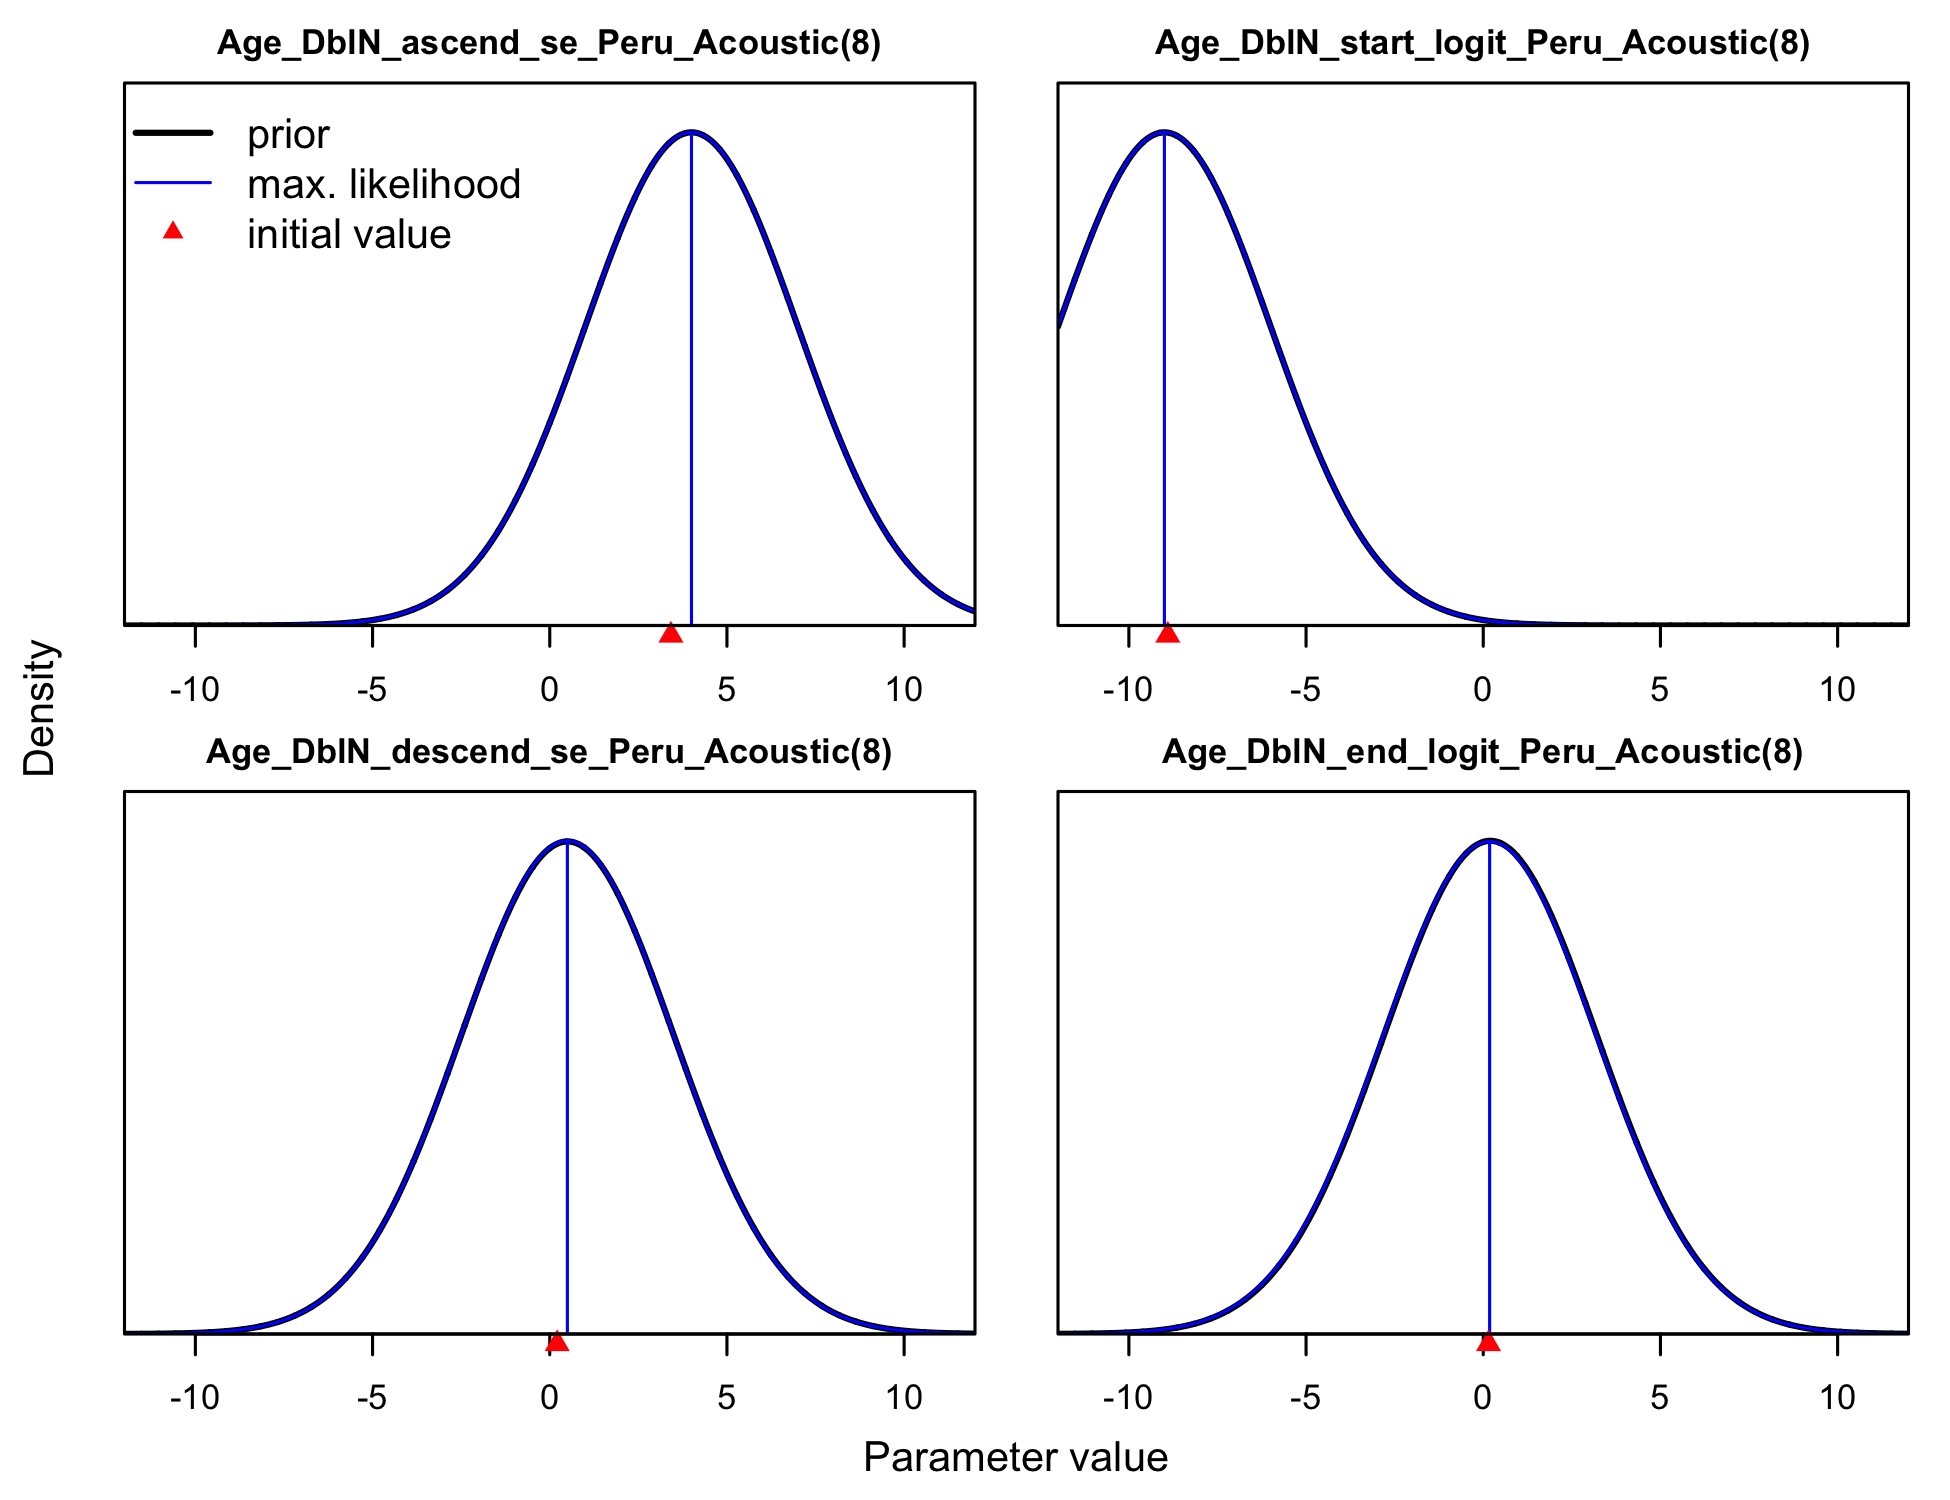 Age_DblN_ascend_se_Peru_Acoustic(8)
prior
max. likelihood
initial value
-10 -5 0 5 10
Age_DblN_start_logit_Peru_Acoustic(8)
-10 -5 0 5 10
Age_DblN_descend_se_Peru_Acoustic(8)
-10 -5 0 5 10
Age_DblN_end_logit_Peru_Acoustic(8)
-10 -5 0 5 10
Density
Parameter value